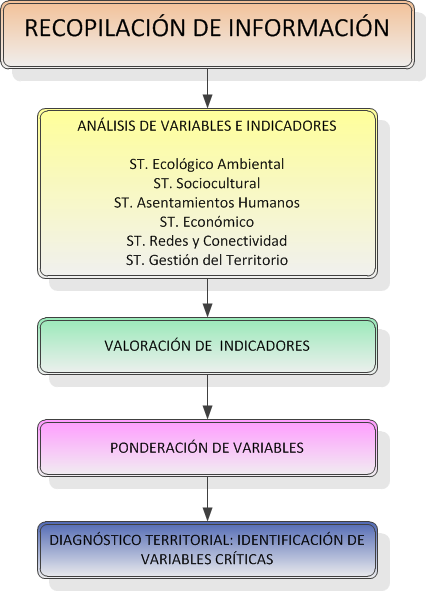 RECOPILACIÓN DE INFORMACIÓN
ANÁLISIS DE VARIABLES E INDICADORES
ST. Ecológico Ambiental
ST. Sociocultural
ST. Asentamientos Humanos
ST. Económico
ST. Redes y Conectividad
ST. Gestión del Territorio
VALORACIÓN DE INDICADORES
PONDERACIÓN DE VARIABLES
DIAGNÓSTICO TERRITORIAL: IDENTIFICACIÓN DE
VARIABLES CRÍTICAS